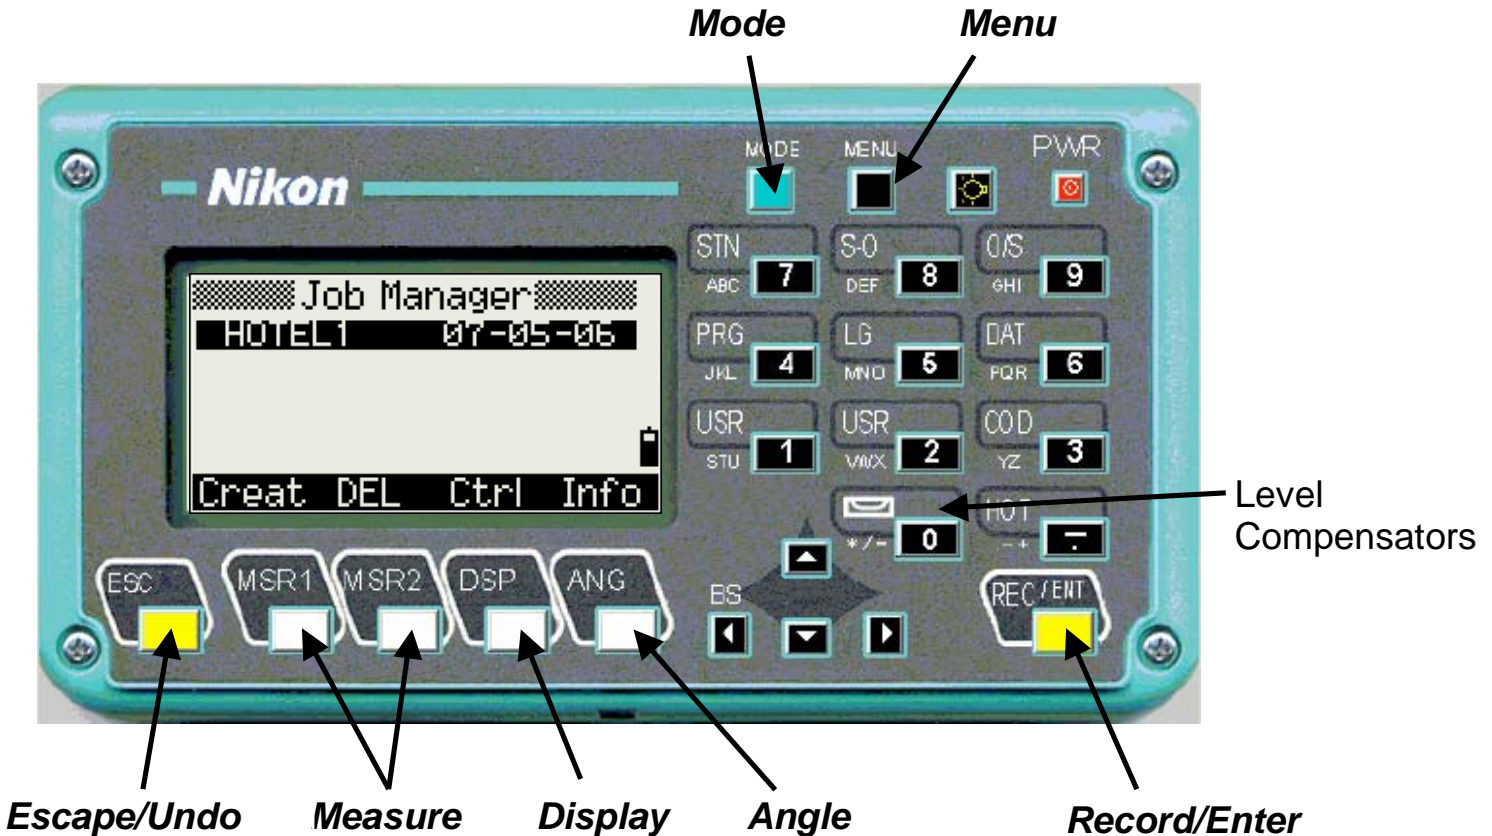 Mode Menu
MODE MENU PWR
Nikon
STN 7 ABC
S-O 8 DEF
O/S 9 GHI
Job Manager
HOTEL1 07-05-06
PRG 4 JKL
LG 5 MNO
DAT 6 PQR
USR 1 STU
USR 2 VWX
COD 3 YZ
Creat DEL Ctrl Info
0 */-
HOT . - +
Level
Compensators
ESC MSR1 MSR2 DSP ANG
BS
REC/ENT
Escape/Undo Measure Display Angle Record/Enter